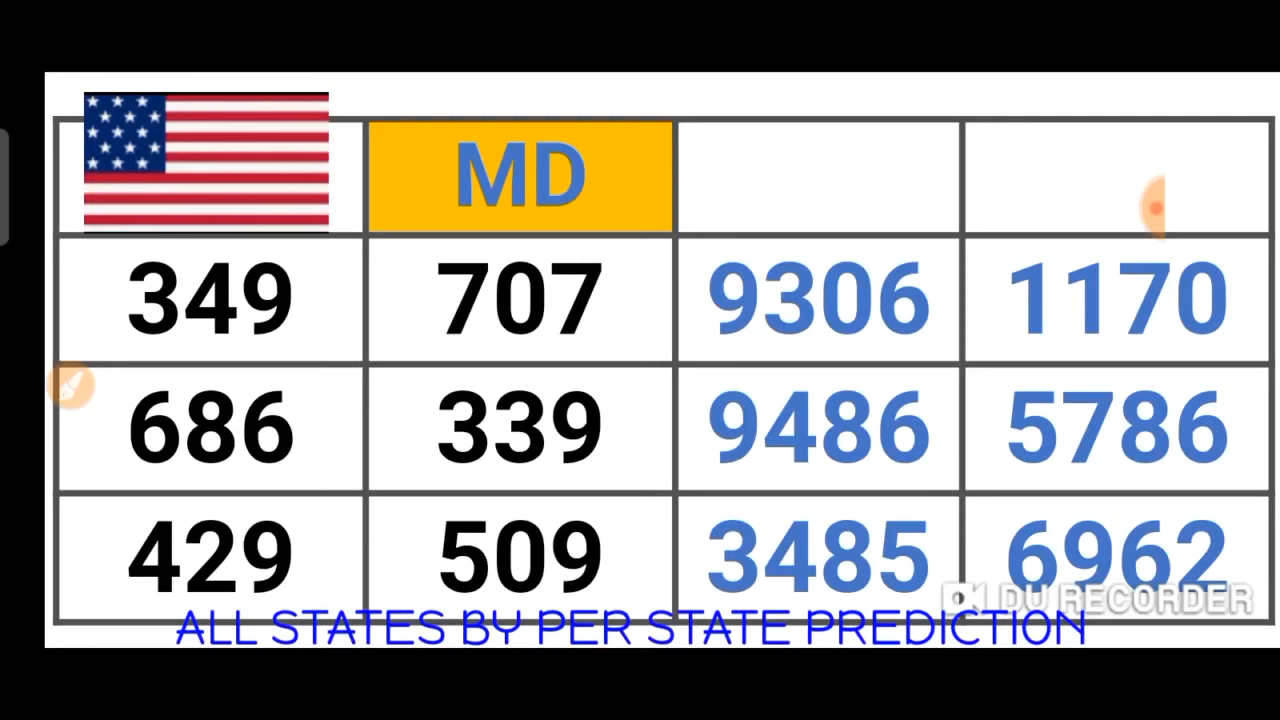 MD
349 707 9306 1170
686 339 9486 5786
429 509 3485 6962
DU RECORDER
ALL STATES BY PER STATE PREDICTION